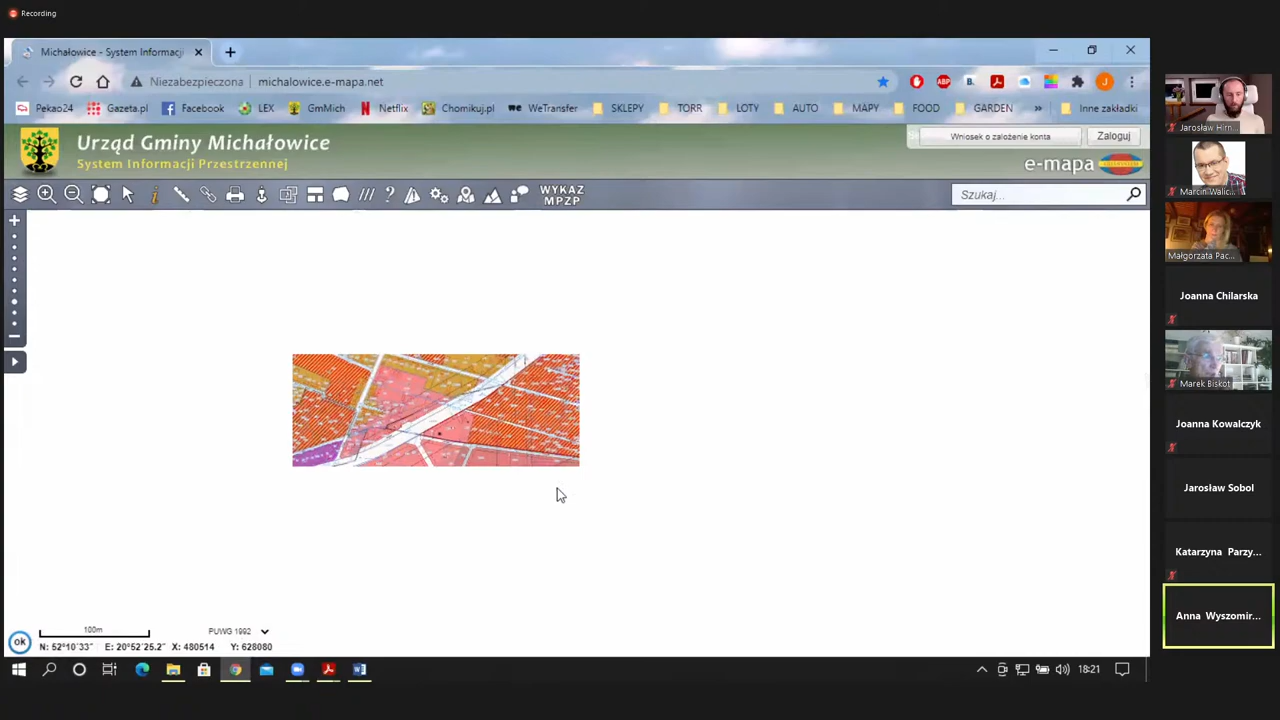 Recording
Michałowice - System Informacji
Niezabezpieczona
michalowice.e-mapa.net
ABP
B.
J
Pekao24
Gazeta.pl
Facebook
LEX
GmMich
Netflix
Chomikuj.pl
we WeTransfer
SKLEPY
TORR
LOTY
AUTO
MAPY
FOOD
GARDEN
»
Inne zakładki
Urząd Gminy Michałowice
System Informacji Przestrzennej
Wniosek o założenie konta
Zaloguj
e-mapa
WYKAZ
MPZP
Szukaj...
100m
PUWG 1992
ok
N: 52°10'33" E: 20°52'25.2" X: 480514 Y: 628080
18:21
Jarosław Hirn...
Marcin Walic...
Małgorzata Pac...
Joanna Chilarska
Marek Biskot
Joanna Kowalczyk
Jarosław Sobol
Katarzyna Parzy...
Anna Wyszomir...